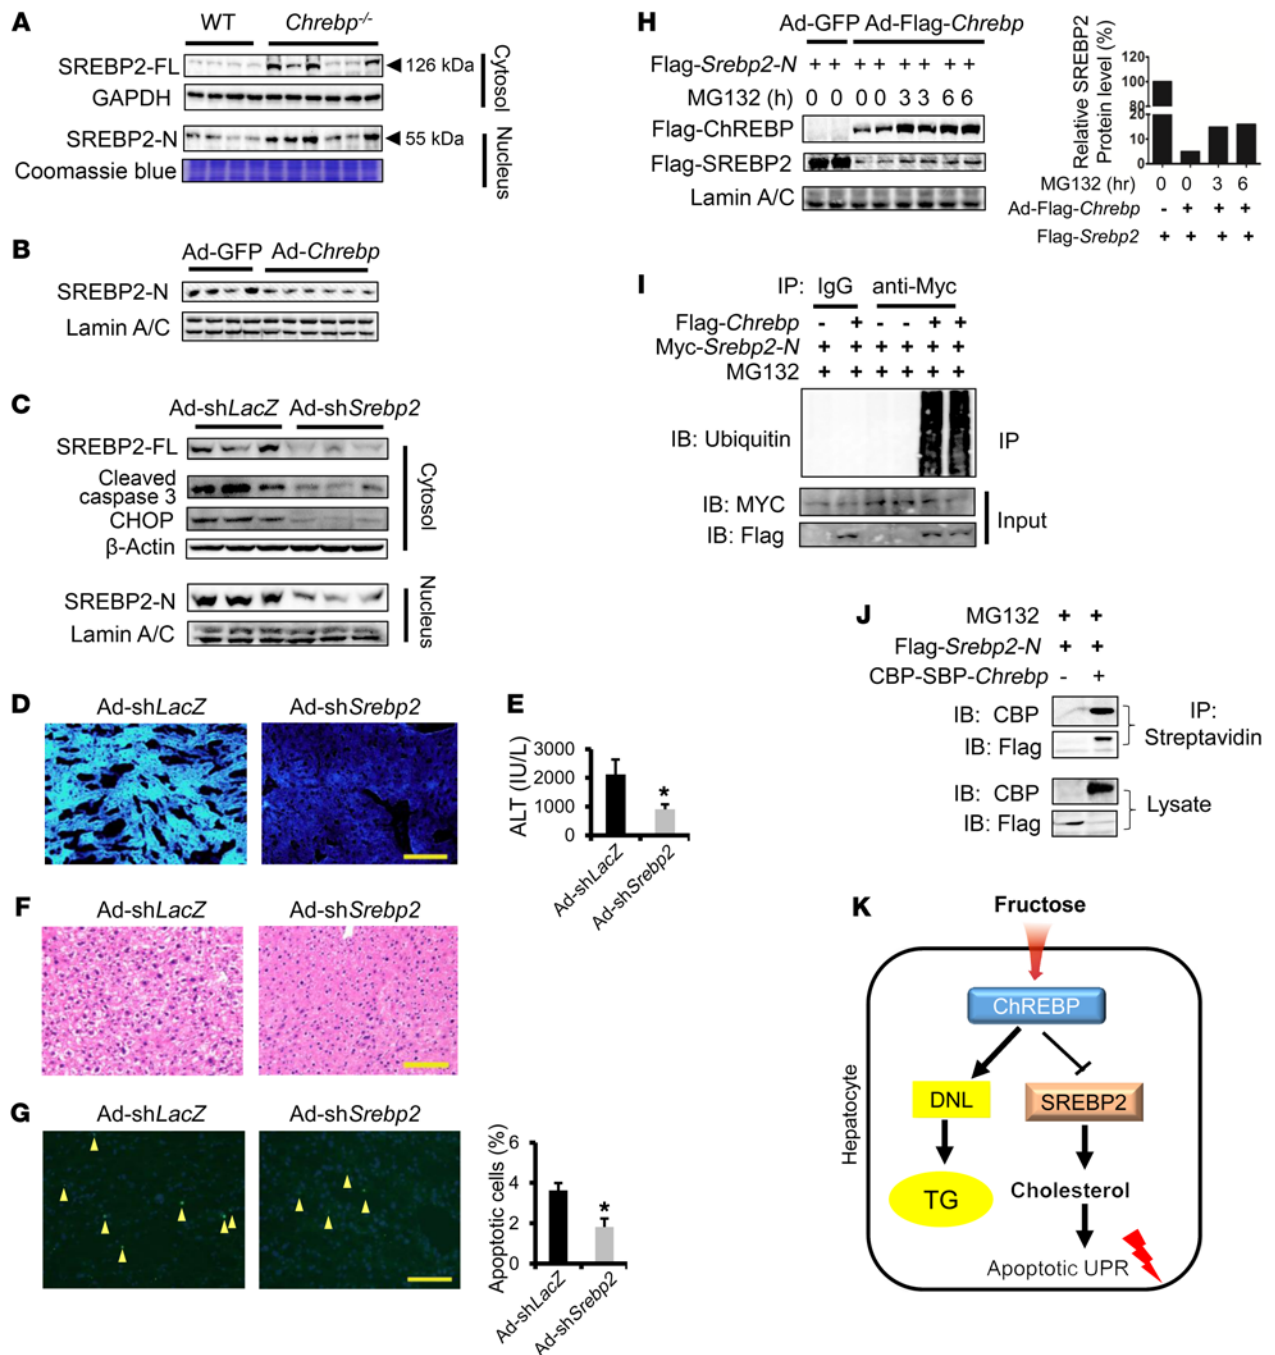 A
WT Chrebp-/-
SREBP2-FL 126 kDa
GAPDH
Cytosol
SREBP2-N 55 kDa
Coomassie blue
Nucleus
B
Ad-GFP Ad-Chrebp
SREBP2-N
Lamin A/C
C
Ad-shLacZ Ad-shSrebp2
SREBP2-FL
Cleaved
caspase 3
CHOP
β-Actin
Cytosol
SREBP2-N
Lamin A/C
Nucleus
D
Ad-shLacZ Ad-shSrebp2
E
ALT (IU/L)
3000
2000
1000
0
*
Ad-shLacZ
Ad-shSrebp2
F
Ad-shLacZ Ad-shSrebp2
G
Ad-shLacZ Ad-shSrebp2
Apoptotic cells (%)
6
4
2
0
*
Ad-shLacZ
Ad-shSrebp2
H
Ad-GFP Ad-Flag-Chrebp
Flag-Srebp2-N + + + + + + + +
MG132 (h) 0 0 0 0 3 3 6 6
Flag-ChREBP
Flag-SREBP2
Lamin A/C
Relative SREBP2
Protein level (%)
120
100
80
20
10
0
MG132 (hr) 0 0 3 6
Ad-Flag-Chrebp - + + +
Flag-Srebp2 + + + +
I
IP: IgG anti-Myc
Flag-Chrebp - + - - + +
Myc-Srebp2-N + + + + + +
MG132 + + + + + +
IB: Ubiquitin IP
IB: MYC
IB: Flag
Input
J
MG132 + +
Flag-Srebp2-N + +
CBP-SBP-Chrebp - +
IB: CBP
IB: Flag
IP:
Streptavidin
IB: CBP
IB: Flag
Lysate
K
Fructose
ChREBP
DNL SREBP2
TG Cholesterol
Apoptotic UPR
Hepatocyte